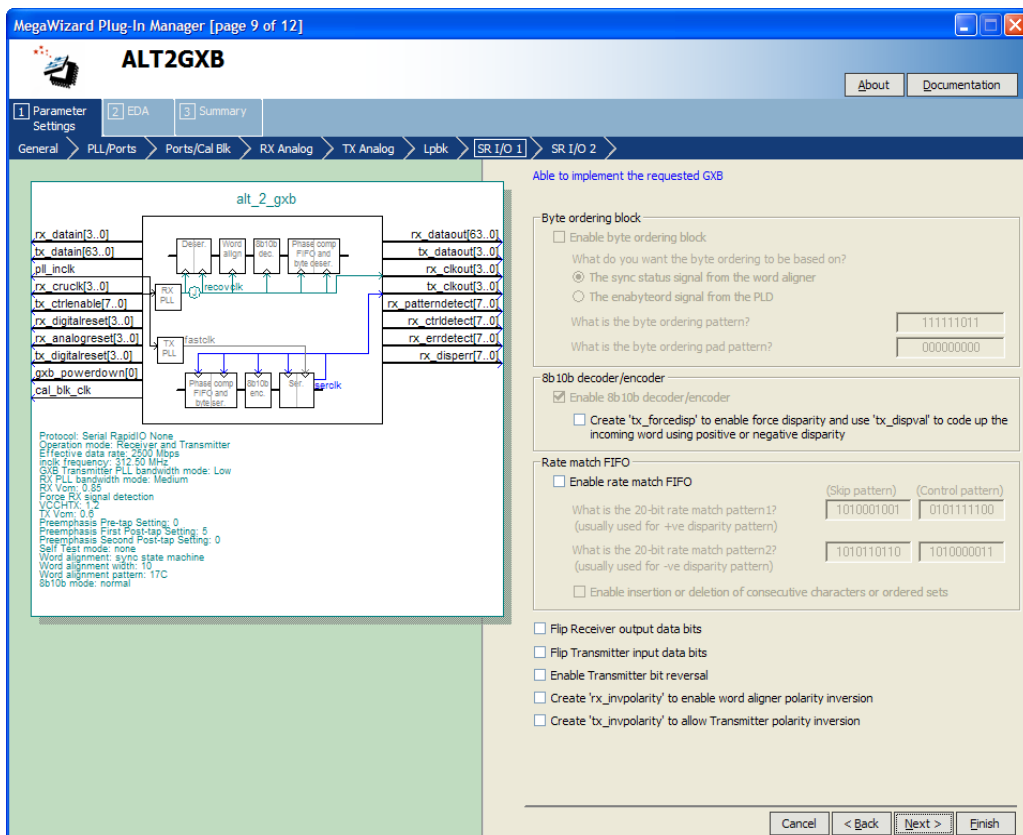 MegaWizard Plug-In Manager [page 9 of 12]
ALT2GXB
About
Documentation
1 Parameter Settings
2 EDA
3 Summary
General
PLL/Ports
Ports/Cal Blk
RX Analog
TX Analog
Lpbk
SR I/O 1
SR I/O 2
alt_2_gxb
rx_datain[3..0]
tx_datain[63..0]
pll_inclk
rx_cruclk[3..0]
tx_ctrlenable[7..0]
rx_digitalreset[3..0]
rx_analogreset[3..0]
tx_digitalreset[3..0]
gxb_powerdown[0]
cal_blk_clk
Deser.
Word align
8b10b dec.
Phase comp FIFO and byte deser.
RX PLL
recovclk
TX PLL
fastclk
Phase comp FIFO and byte ser.
8b10b enc.
Ser.
serclk
rx_dataout[63..0]
tx_dataout[3..0]
rx_clkout[3..0]
tx_clkout[3..0]
rx_patterndetect[7..0]
rx_ctrldetect[7..0]
rx_errdetect[7..0]
rx_disperr[7..0]
Protocol: Serial RapidIO None
Operation mode: Receiver and Transmitter
Effective data rate: 2500 Mbps
inclk frequency: 312.50 MHz
GXB Transmitter PLL bandwidth mode: Low
RX PLL bandwidth mode: Medium
RX Vcm: 0.85
Force RX signal detection
VCCHTX: 1.2
TX Vcm: 0.6
Preemphasis Pre-tap Setting: 0
Preemphasis First Post-tap Setting: 5
Preemphasis Second Post-tap Setting: 0
Self Test mode: none
Word alignment: sync state machine
Word alignment width: 10
Word alignment pattern: 17C
8b10b mode: normal
Able to implement the requested GXB
Byte ordering block
Enable byte ordering block
What do you want the byte ordering to be based on?
The sync status signal from the word aligner
The enabyteord signal from the PLD
What is the byte ordering pattern?
111111011
What is the byte ordering pad pattern?
000000000
8b10b decoder/encoder
Enable 8b10b decoder/encoder
Create 'tx_forcedisp' to enable force disparity and use 'tx_dispval' to code up the
incoming word using positive or negative disparity
Rate match FIFO
Enable rate match FIFO
(Skip pattern) (Control pattern)
What is the 20-bit rate match pattern1?
(usually used for +ve disparity pattern)
1010001001 0101111100
What is the 20-bit rate match pattern2?
(usually used for -ve disparity pattern)
1010110110 1010000011
Enable insertion or deletion of consecutive characters or ordered sets
Flip Receiver output data bits
Flip Transmitter input data bits
Enable Transmitter bit reversal
Create 'rx_invpolarity' to enable word aligner polarity inversion
Create 'tx_invpolarity' to allow Transmitter polarity inversion
Cancel
< Back
Next >
Finish